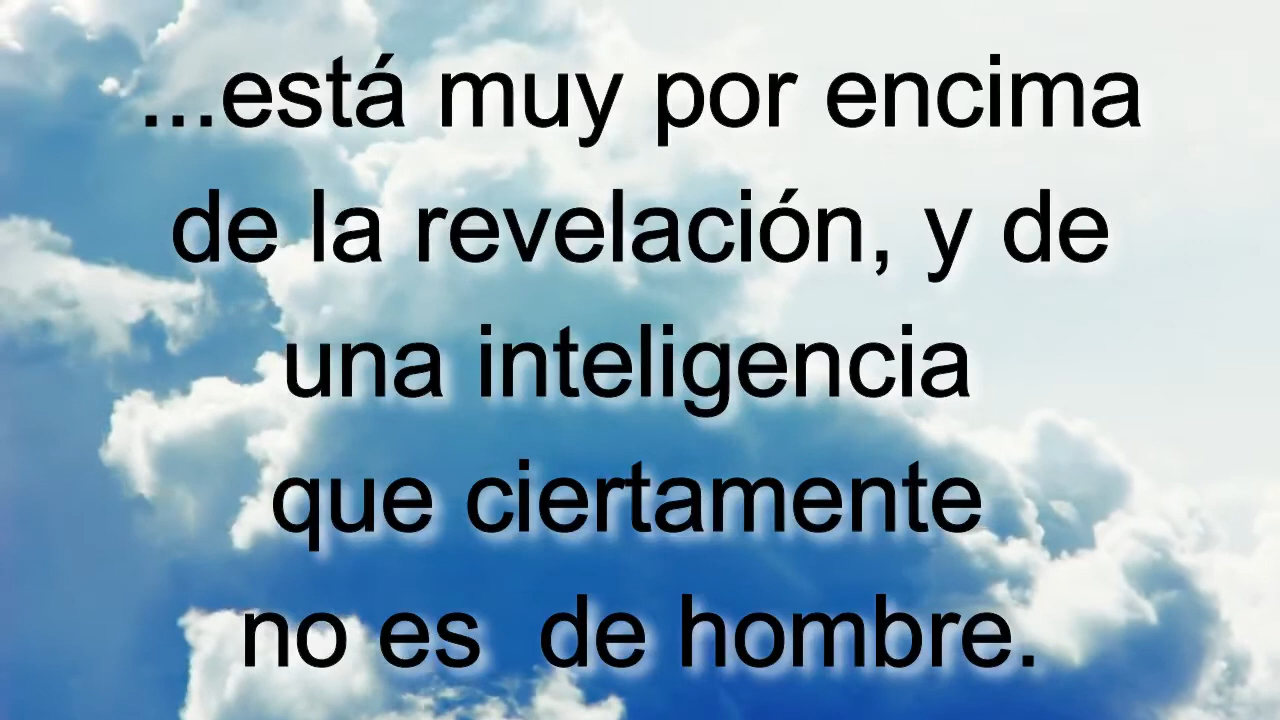 ...está muy por encima
de la revelación, y de
una inteligencia
que ciertamente
no es  de hombre.